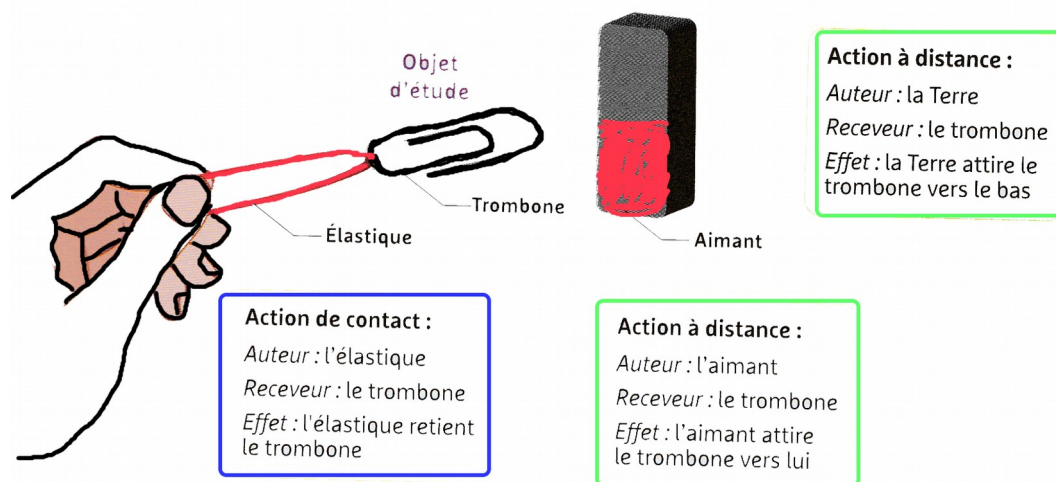 Objet
d'étude
Trombone
Élastique
Aimant
Action à distance :
Auteur : la Terre
Receveur : le trombone
Effet : la Terre attire le
trombone vers le bas
Action de contact :
Auteur : l'élastique
Receveur : le trombone
Effet : l'élastique retient
le trombone
Action à distance :
Auteur : l'aimant
Receveur : le trombone
Effet : l'aimant attire
le trombone vers lui